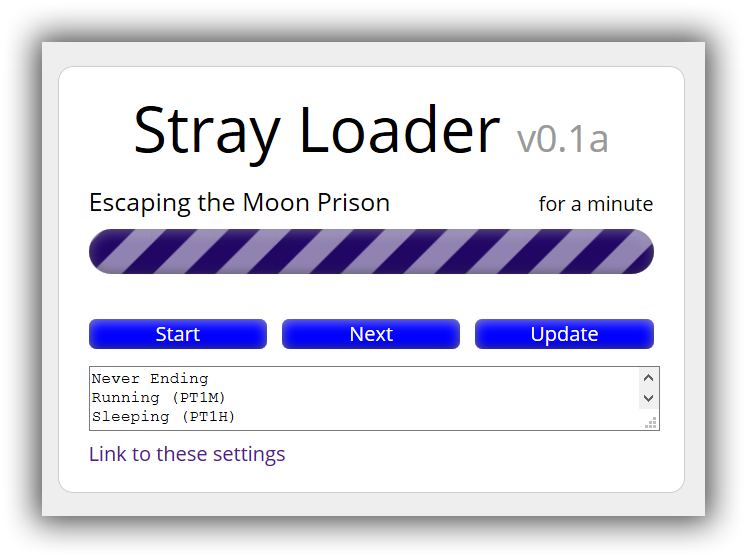 Stray Loader v0.1a
Escaping the Moon Prison for a minute
Start Next Update
Never Ending
Running (PT1M)
Sleeping (PT1H)
Link to these settings